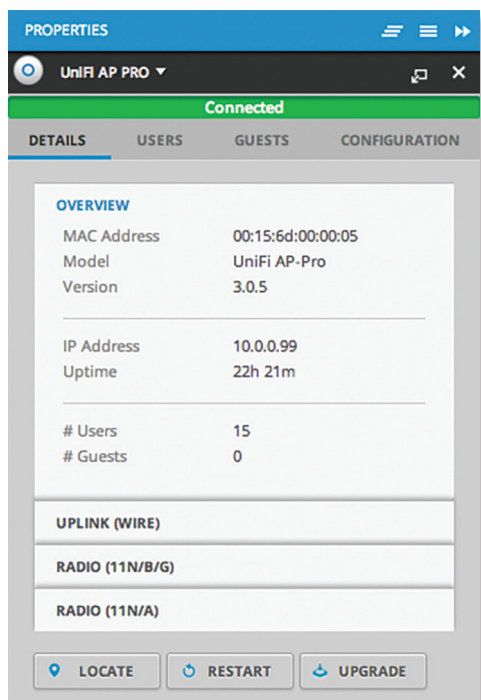 PROPERTIES
UniFi AP PRO
Connected
DETAILS USERS GUESTS CONFIGURATION
OVERVIEW
MAC Address 00:15:6d:00:00:05
Model UniFi AP-Pro
Version 3.0.5
IP Address 10.0.0.99
Uptime 22h 21m
# Users 15
# Guests 0
UPLINK (WIRE)
RADIO (11N/B/G)
RADIO (11N/A)
LOCATE RESTART UPGRADE